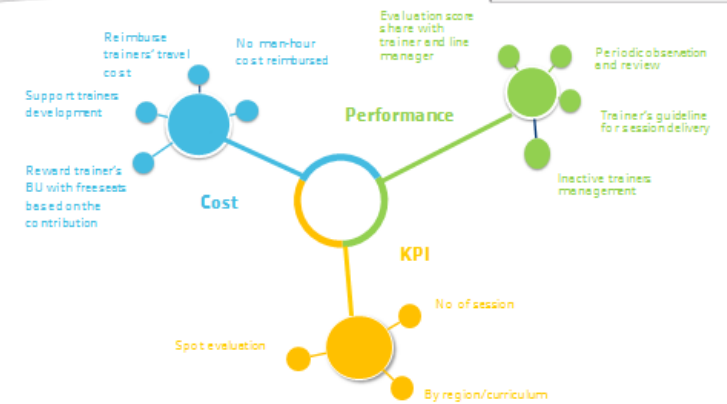 Reimburse
trainers' travel
cost
No man-hour
cost reimbursed
Support trainers
development
Reward trainer's
BU with free seats
based on the
contribution
Cost
Evaluation score
share with
trainer and line
manager
Performance
Periodic observation
and review
Trainer's guideline
for session delivery
Inactive trainers
management
KPI
No of session
Spot evaluation
By region/curriculum